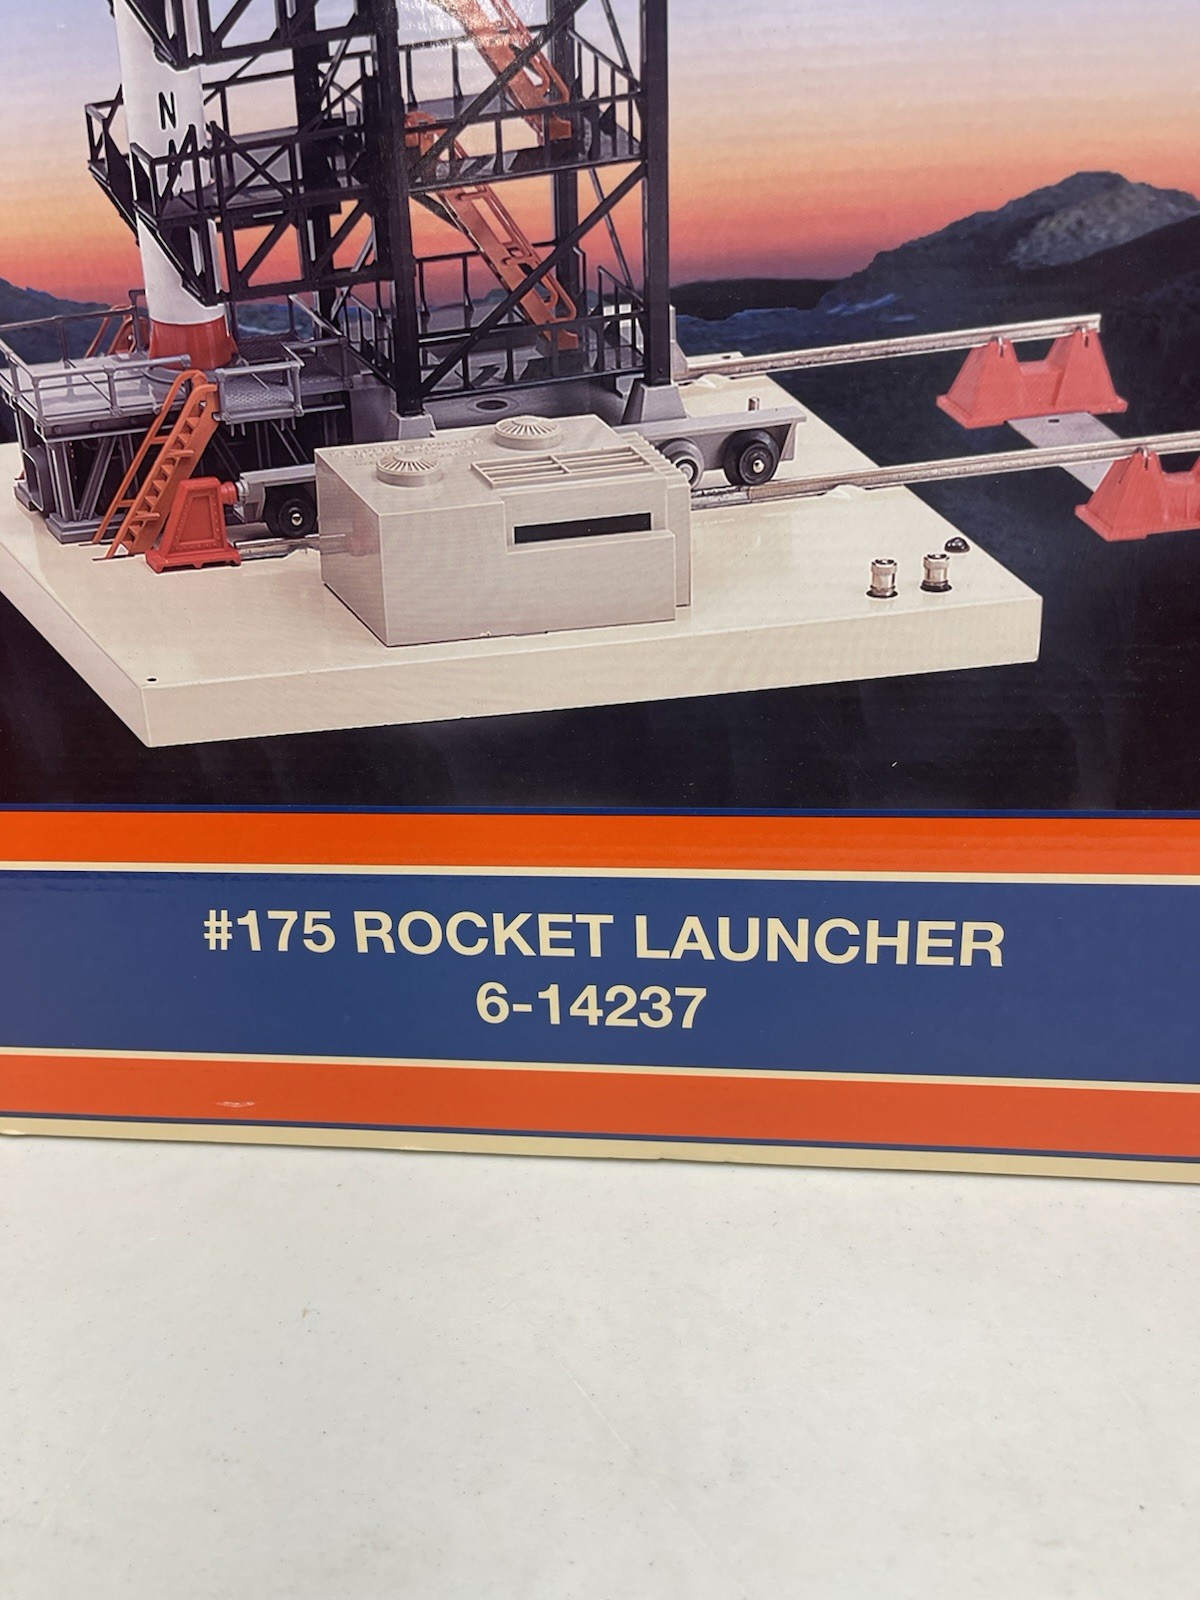 N
#175 ROCKET LAUNCHER
6-14237